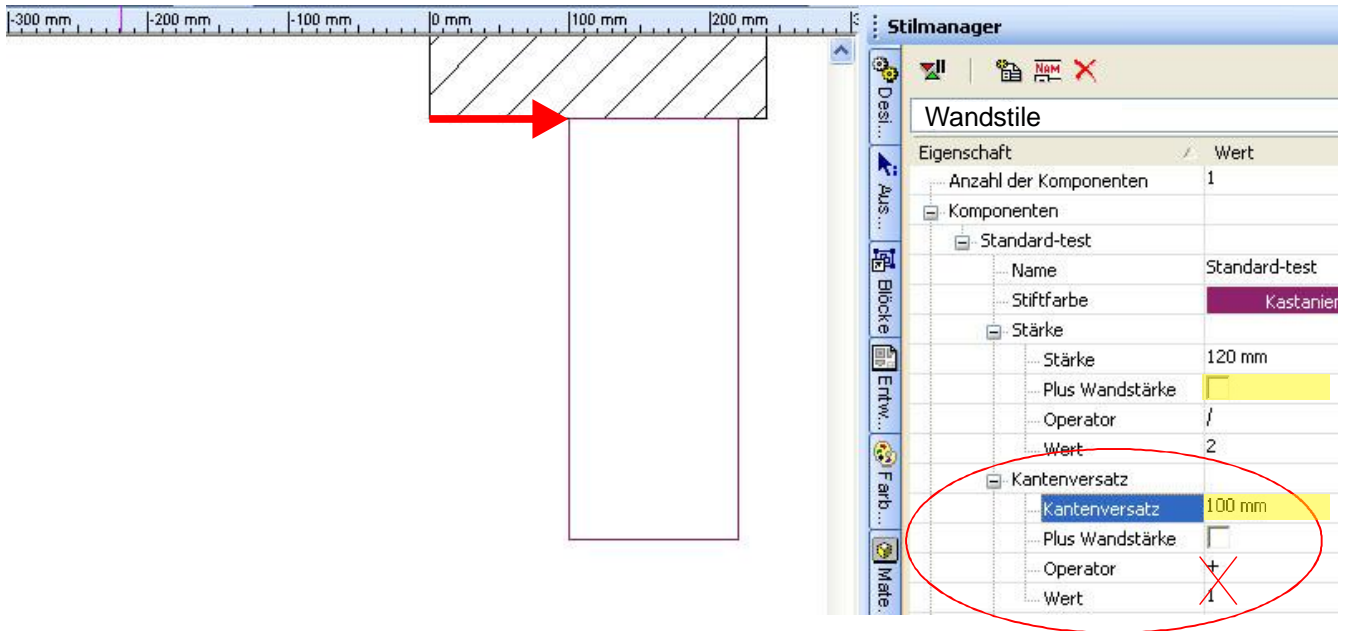 -300 mm -200 mm -100 mm 0 mm 100 mm 200 mm
Stilmanager
NAM
Wandstile
Eigenschaft Wert
Anzahl der Komponenten 1
Komponenten
Standard-test
Name Standard-test
Stiftfarbe Kastanier
Stärke
Stärke 120 mm
Plus Wandstärke
Operator /
Wert 2
Kantenversatz
Kantenversatz 100 mm
Plus Wandstärke
Operator +
Wert 1
Desi...
Aus...
Blöcke
Entw...
Farb...
Mate.